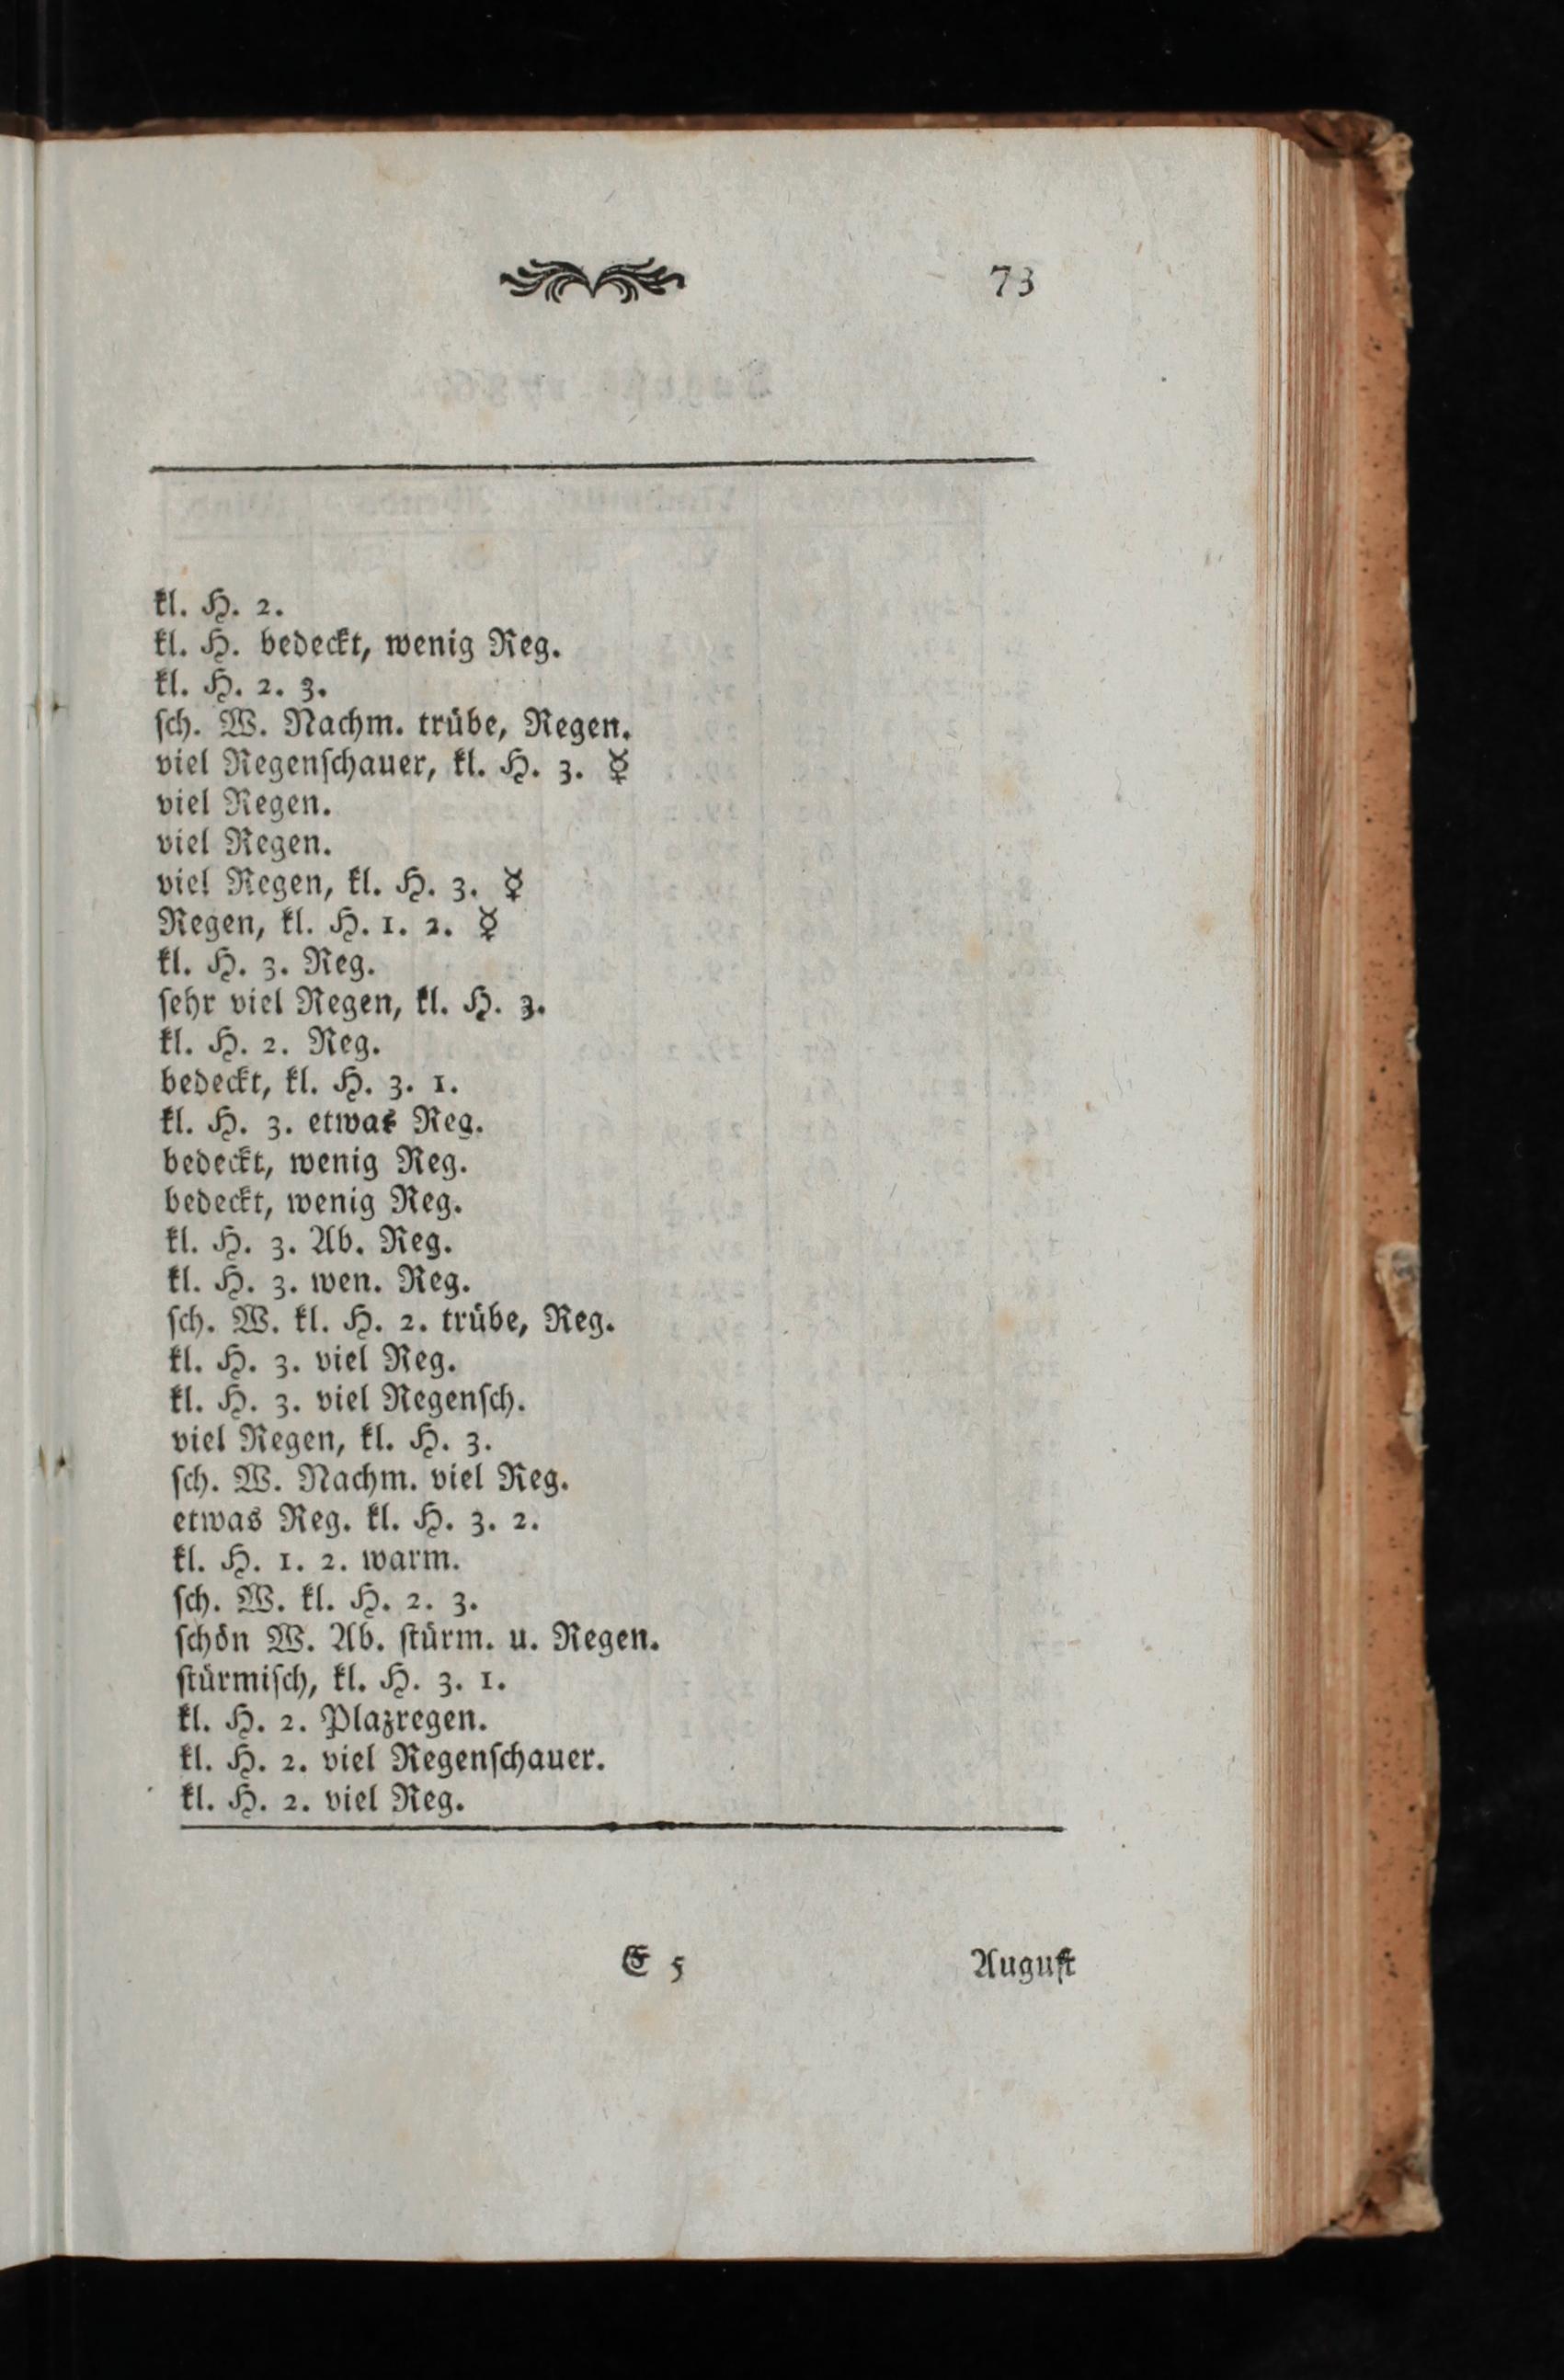 73
kl. H. 2.
kl. H. bedeckt, wenig Reg.
kl. H. 2. 3.
ſch. W. Nachm. trübe, Regen.
viel Regenſchauer, kl. H. 3. ☿
viel Regen.
viel Regen.
viel Regen, kl. H. 3. ☿
Regen, kl. H. 1. 2. ☿
kl. H. 3. Reg.
ſehr viel Regen, kl. H. 3.
kl. H. 2. Reg.
bedeckt, kl. H. 3. 1.
kl. H. 3. etwas Reg.
bedeckt, wenig Reg.
bedeckt, wenig Reg.
kl. H. 3. Ab. Reg.
kl. H. 3. wen. Reg.
ſch. W. kl. H. 2. trübe, Reg.
kl. H. 3. viel Reg.
kl. H. 3. viel Regenſch.
viel Regen, kl. H. 3.
ſch. W. Nachm. viel Reg.
etwas Reg. kl. H. 3. 2.
kl. H. 1. 2. warm.
ſch. W. kl. H. 2. 3.
ſchön W. Ab. ſtürm. u. Regen.
ſtürmiſch, kl. H. 3. 1.
kl. H. 2. Plazregen.
kl. H. 2. viel Regenſchauer.
kl. H. 2. viel Reg.
E 5 Auguſt